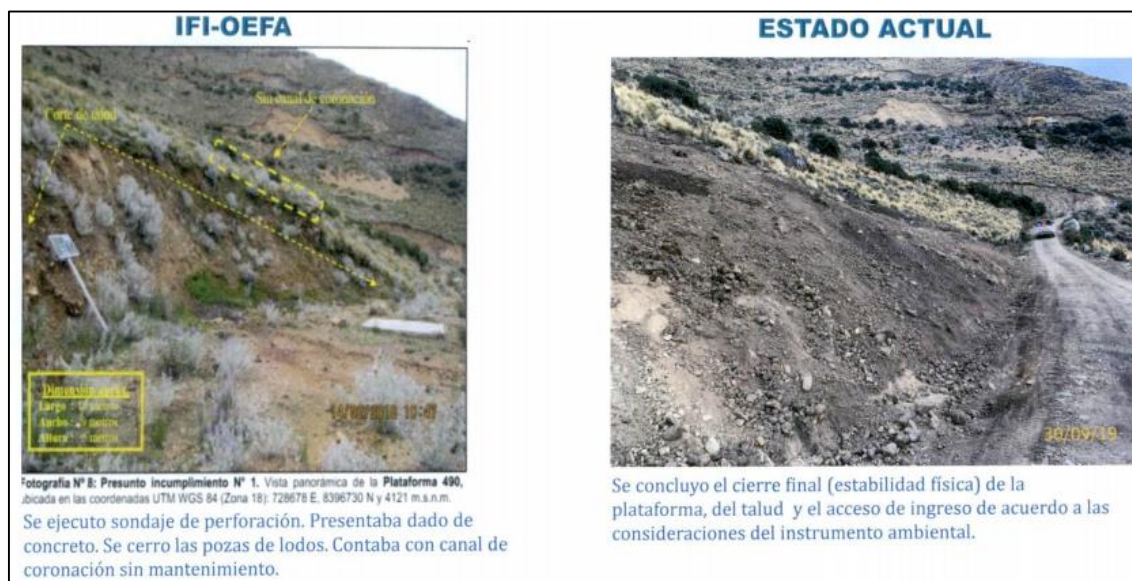 IFI-OEFA
Corte de talud
Sin canal de coronación
Largo :
Ancho :
Altura :
Fotografía Nº 8: Presunto incumplimiento N° 1. Vista panorámica de la Plataforma 490,
ubicada en las coordenadas UTM WGS 84 (Zona 18): 728678 E, 8396730 N y 4121 m.s.n.m.
Se ejecuto sondaje de perforación. Presentaba dado de
concreto. Se cerro las pozas de lodos. Contaba con canal de
coronación sin mantenimiento.
ESTADO ACTUAL
30/09/19
Se concluyo el cierre final (estabilidad física) de la
plataforma, del talud y el acceso de ingreso de acuerdo a las
consideraciones del instrumento ambiental.